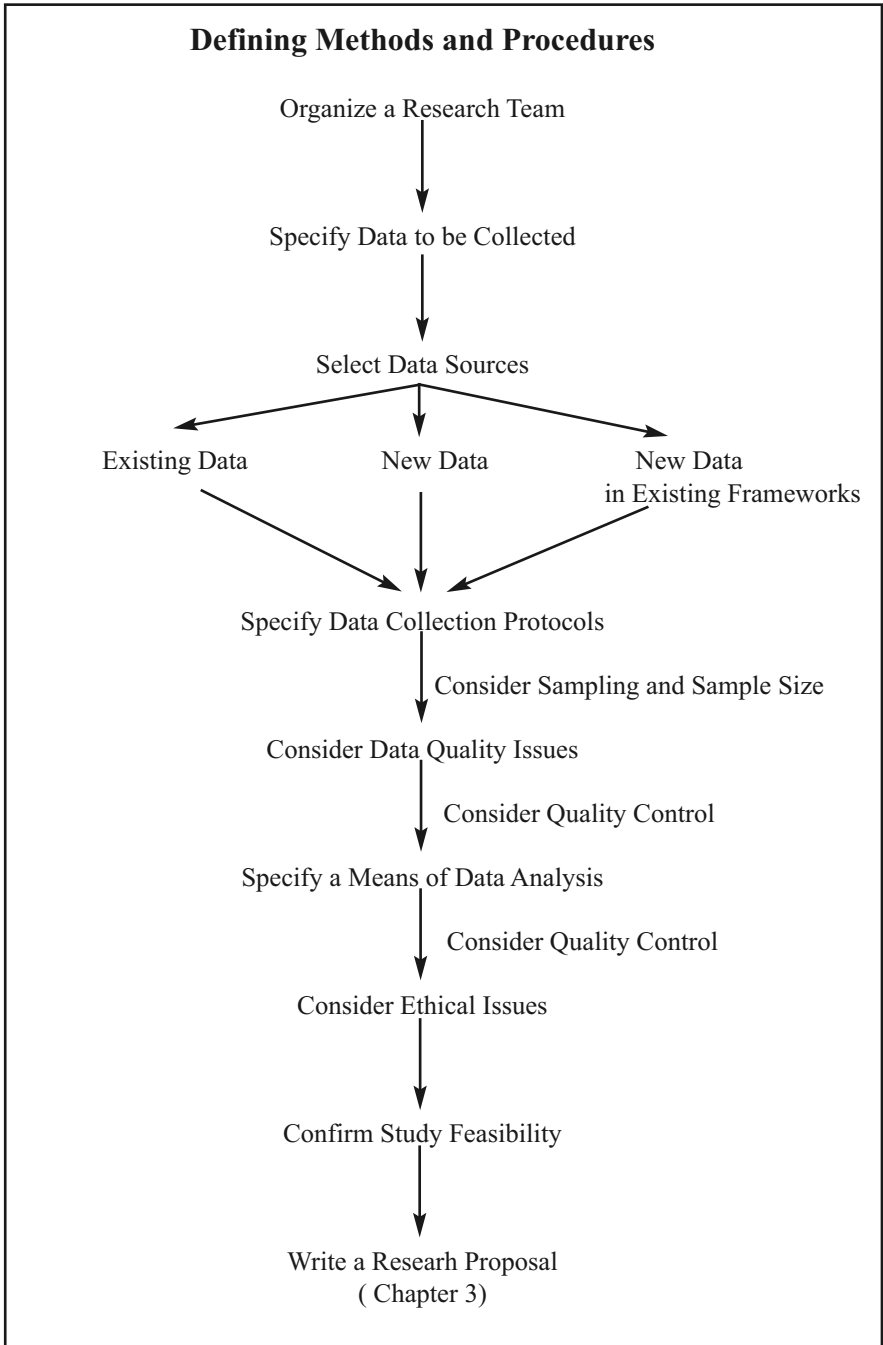 Defining Methods and Procedures
Organize a Research Team
Specify Data to be Collected
Select Data Sources
Existing Data
New Data
New Data
in Existing Frameworks
Specify Data Collection Protocols
Consider Sampling and Sample Size
Consider Data Quality Issues
Consider Quality Control
Specify a Means of Data Analysis
Consider Quality Control
Consider Ethical Issues
Confirm Study Feasibility
Write a Researh Proposal
( Chapter 3)